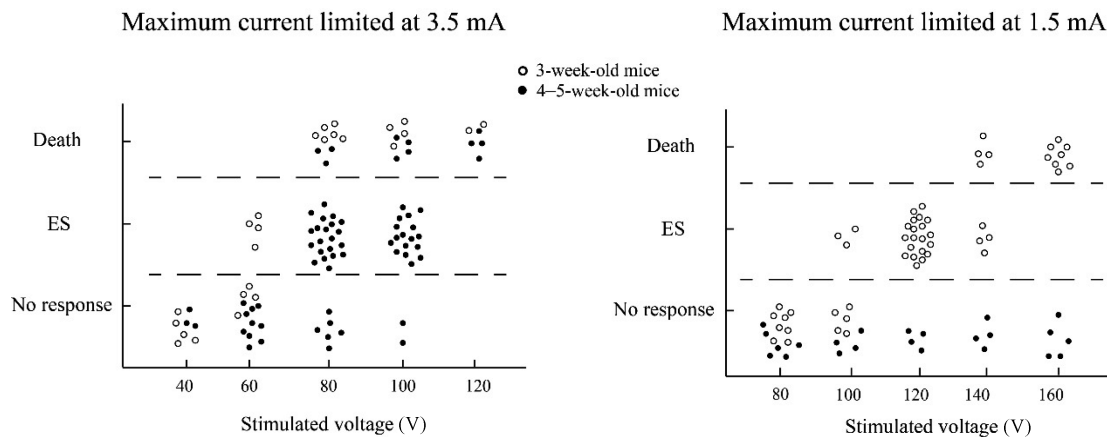 Maximum current limited at 3.5 mA
Maximum current limited at 1.5 mA
3-week-old mice
4–5-week-old mice
Death
ES
No response
40 60 80 100 120
Stimulated voltage (V)
Death
ES
No response
80 100 120 140 160
Stimulated voltage (V)